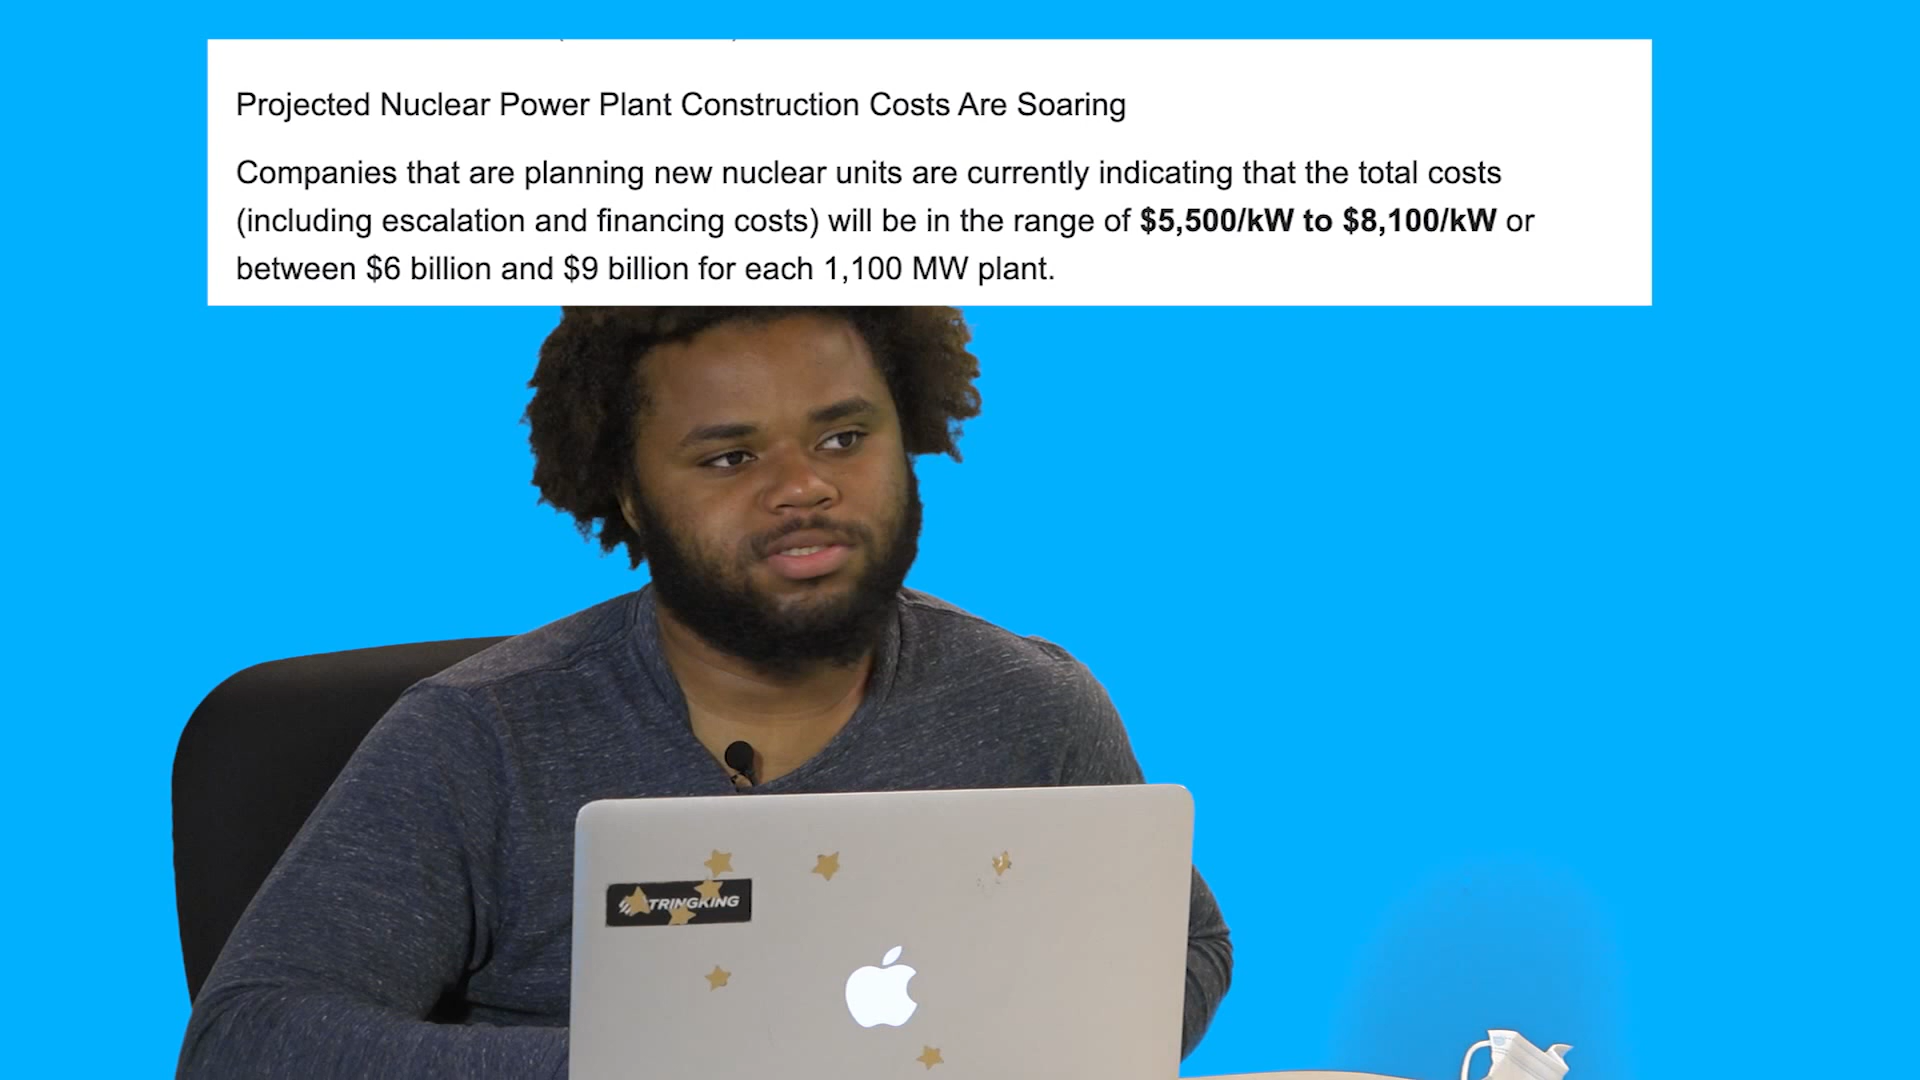 Projected Nuclear Power Plant Construction Costs Are Soaring
Companies that are planning new nuclear units are currently indicating that the total costs
(including escalation and financing costs) will be in the range of $5,500/kW to $8,100/kW or
between $6 billion and $9 billion for each 1,100 MW plant.
TRINGKING